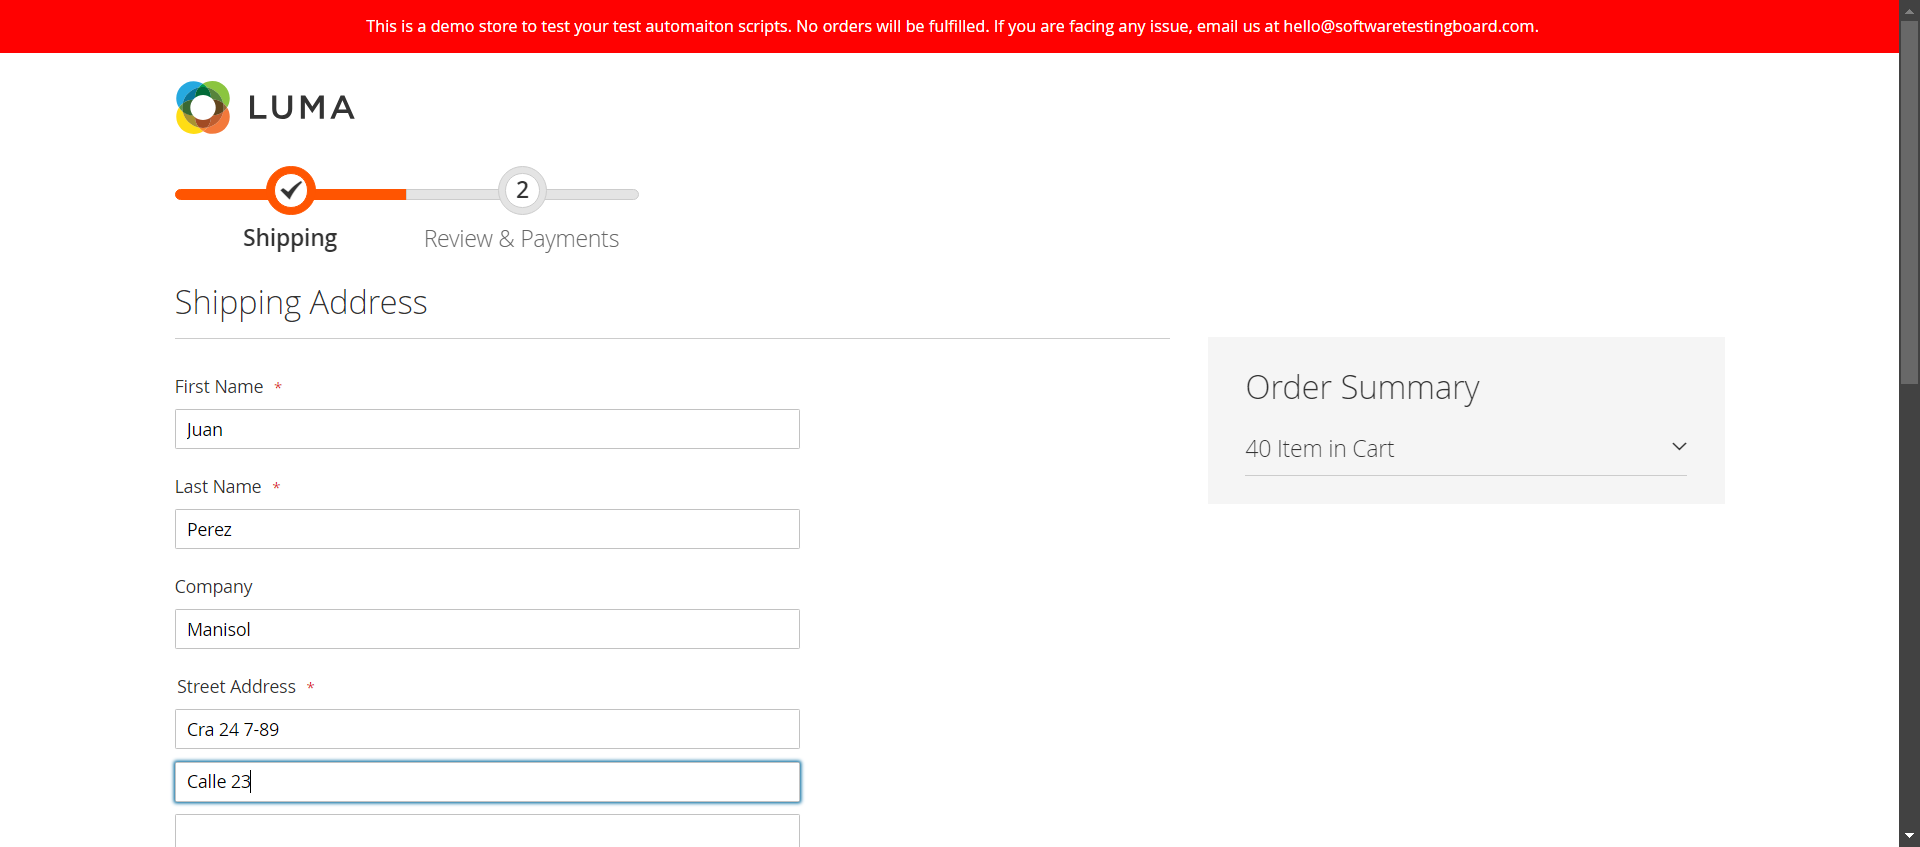 This is a demo store to test your test automaiton scripts. No orders will be fulfilled. If you are facing any issue, email us at hello@softwaretestingboard.com.
LUMA
2
Shipping
Review & Payments
Shipping Address
First Name *
Juan
Last Name *
Perez
Company
Manisol
Street Address *
Cra 24 7-89
Calle 23
Order Summary
40 Item in Cart